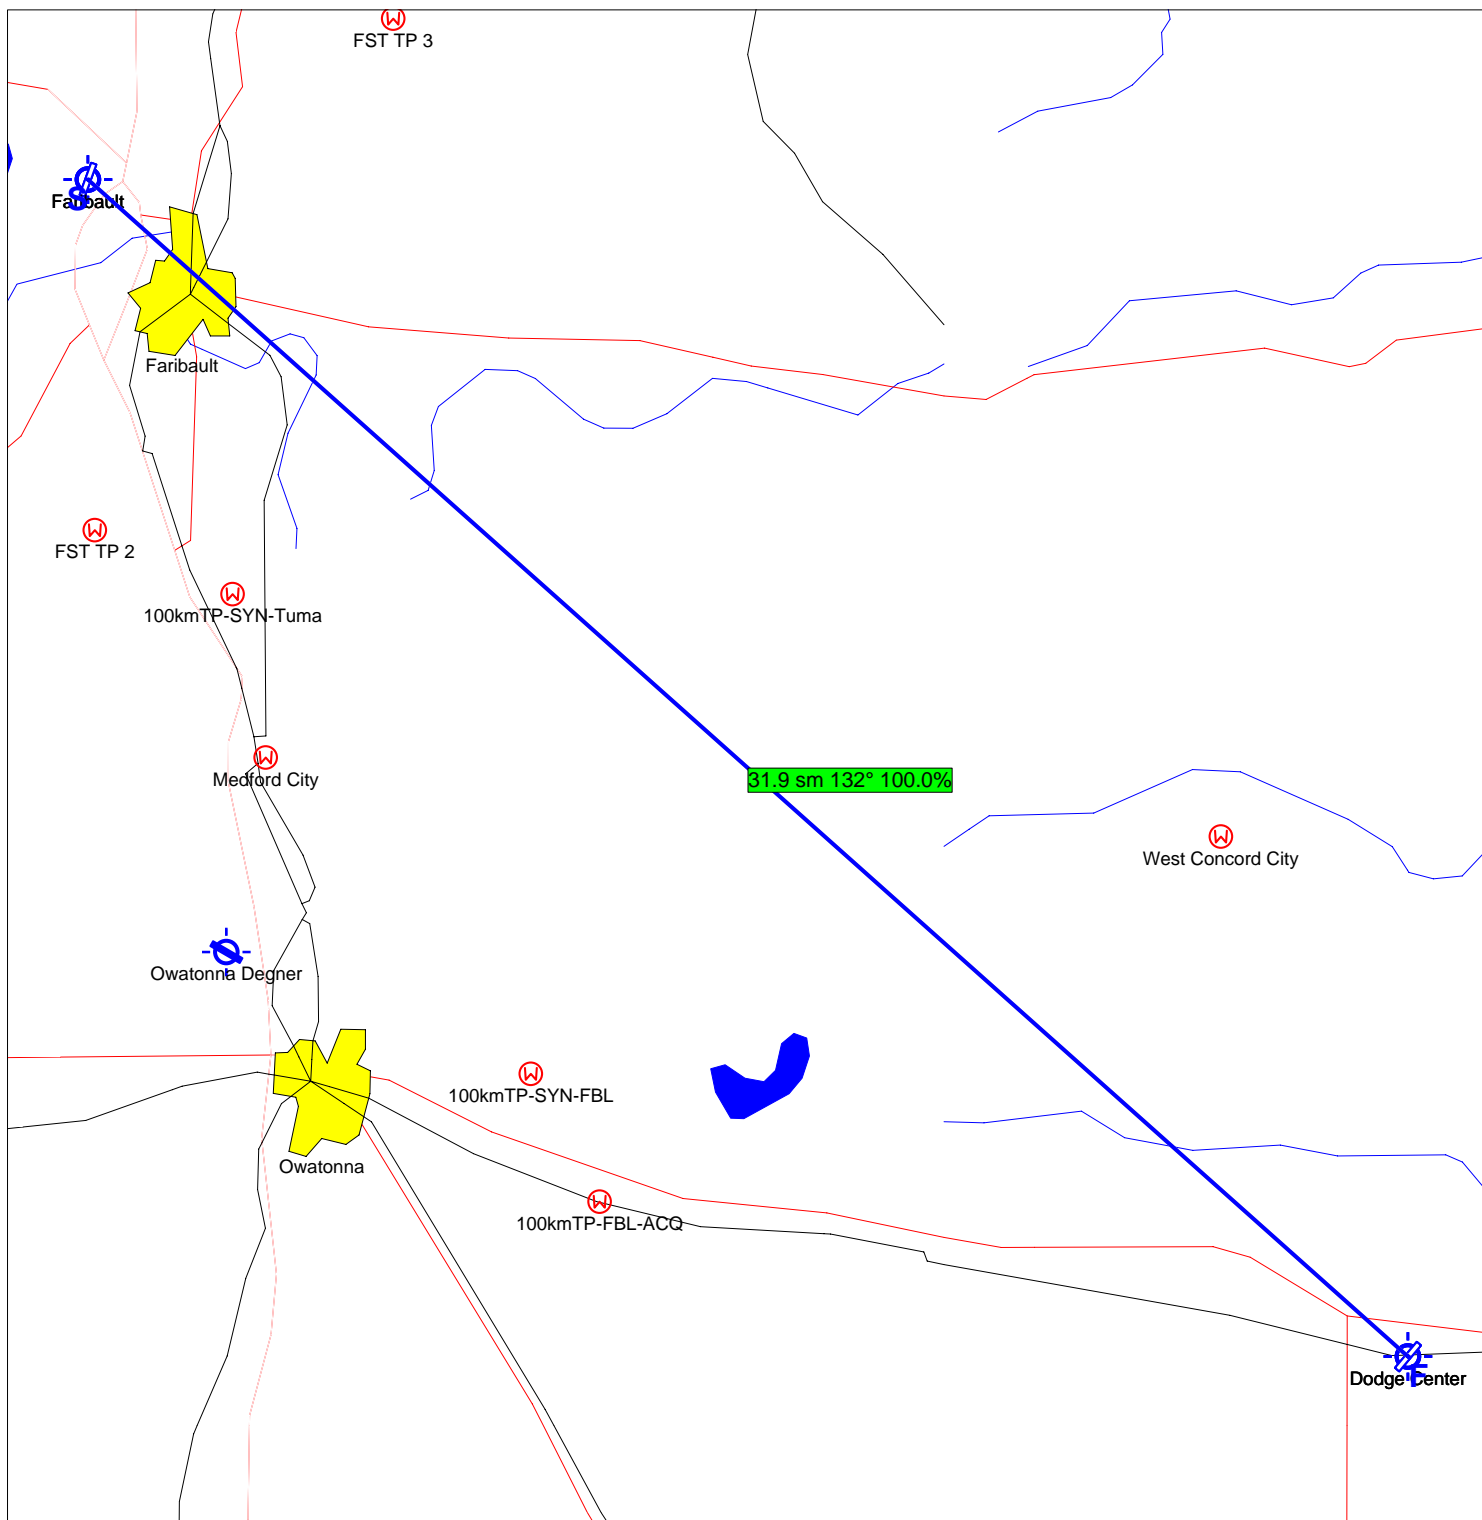 FST TP 3
S
Faribault
Faribault
FST TP 2
100kmTP-SYN-Tuma
Medford City
31.9 sm 132° 100.0%
West Concord City
Owatonna Degner
100kmTP-SYN-FBL
Owatonna
100kmTP-FBL-ACQ
Dodge Center
F